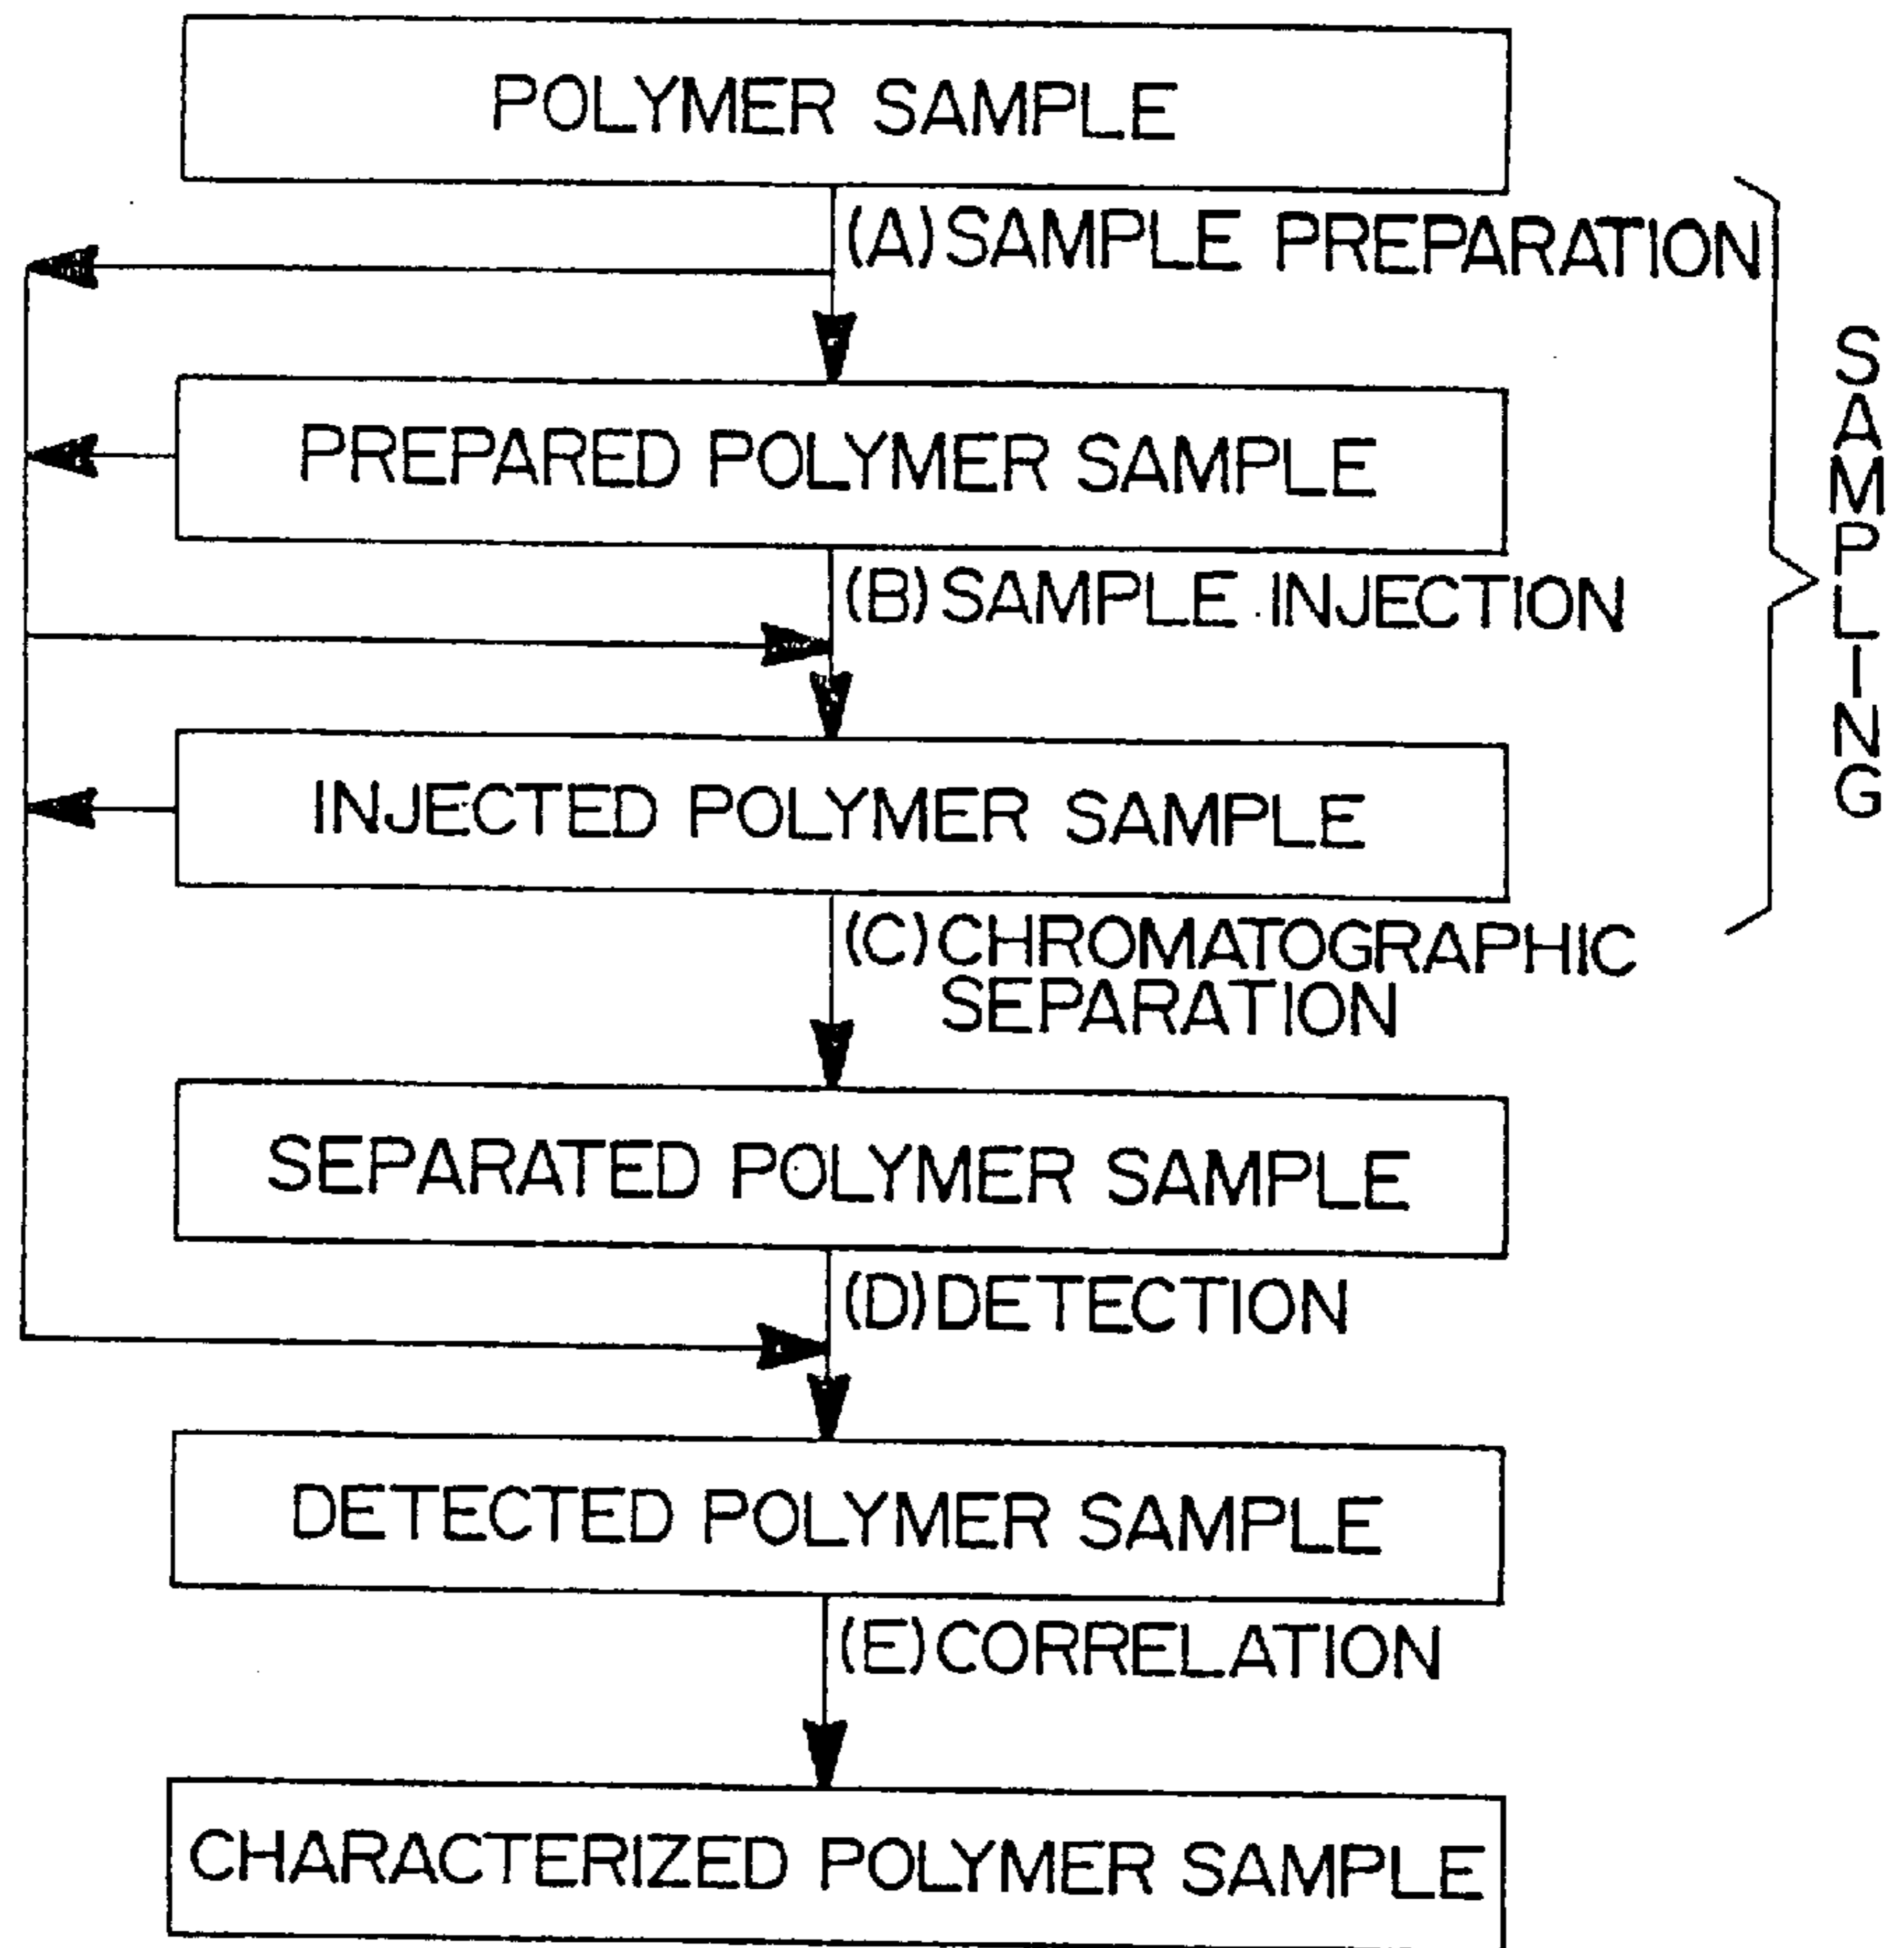 POLYMER SAMPLE
(A) SAMPLE PREPARATION
PREPARED POLYMER SAMPLE
(B) SAMPLE INJECTION
INJECTED POLYMER SAMPLE
(C) CHROMATOGRAPHIC
SEPARATION
SEPARATED POLYMER SAMPLE
(D) DETECTION
DETECTED POLYMER SAMPLE
(E) CORRELATION
CHARACTERIZED POLYMER SAMPLE
SAMPLING